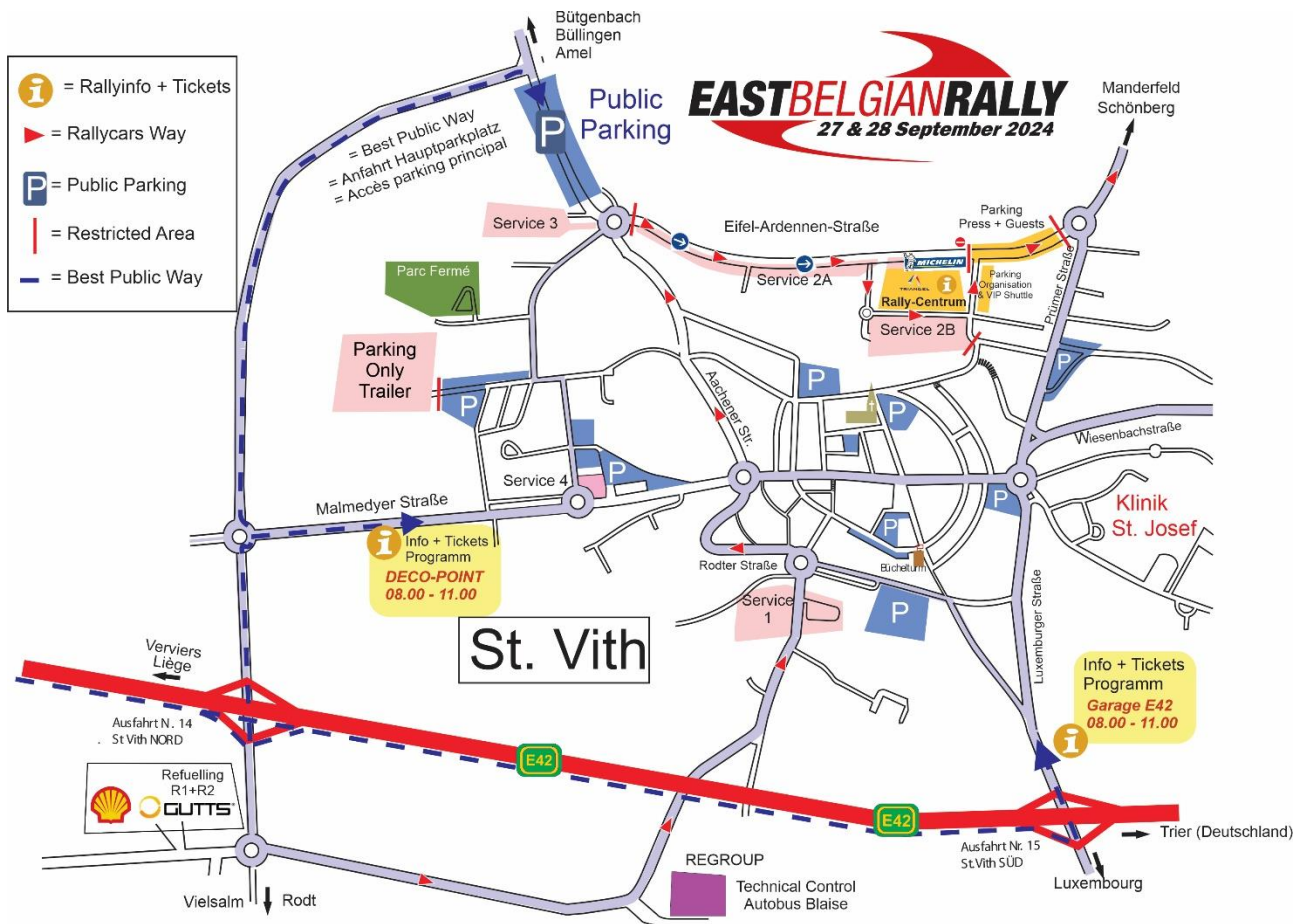 Bütgenbach
Büllingen
Amel
i = Rallyinfo + Tickets
= Rallycars Way
P = Public Parking
= Restricted Area
= Best Public Way
Public
Parking
P
EASTBELGIANRALLY
27 & 28 September 2024
Manderfeld
Schönberg
= Best Public Way
= Anfahrt Hauptparkplatz
= Accès parking principal
Service 3
Eifel-Ardennen-Straße
Parking
Press + Guests
MICHELIN
Service 2A
TRIANGEL
i
Rally-Centrum
Parking
Organisation
& VIP Shuttle
Prümer Straße
Parc Fermé
Service 2B
Parking
Only
Trailer
P
P
P
P
Aachener Str.
Wiesenbachstraße
Service 4
P
P
Malmedyer Straße
Klinik
St. Josef
i
Info + Tickets
Programm
DECO-POINT
08.00 - 11.00
P
Rodter Straße
Büchelturm
Service
1
P
Luxemburger Straße
St. Vith
Verviers
Liège
Info + Tickets
Programm
Garage E42
08.00 - 11.00
i
Ausfahrt N. 14
. St Vith NORD
E42
Refuelling
R1+R2
GUTTS
E42
Trier (Deutschland)
Ausfahrt Nr. 15
St.Vith SÜD
REGROUP
Technical Control
Autobus Blaise
Luxembourg
Vielsalm
Rodt